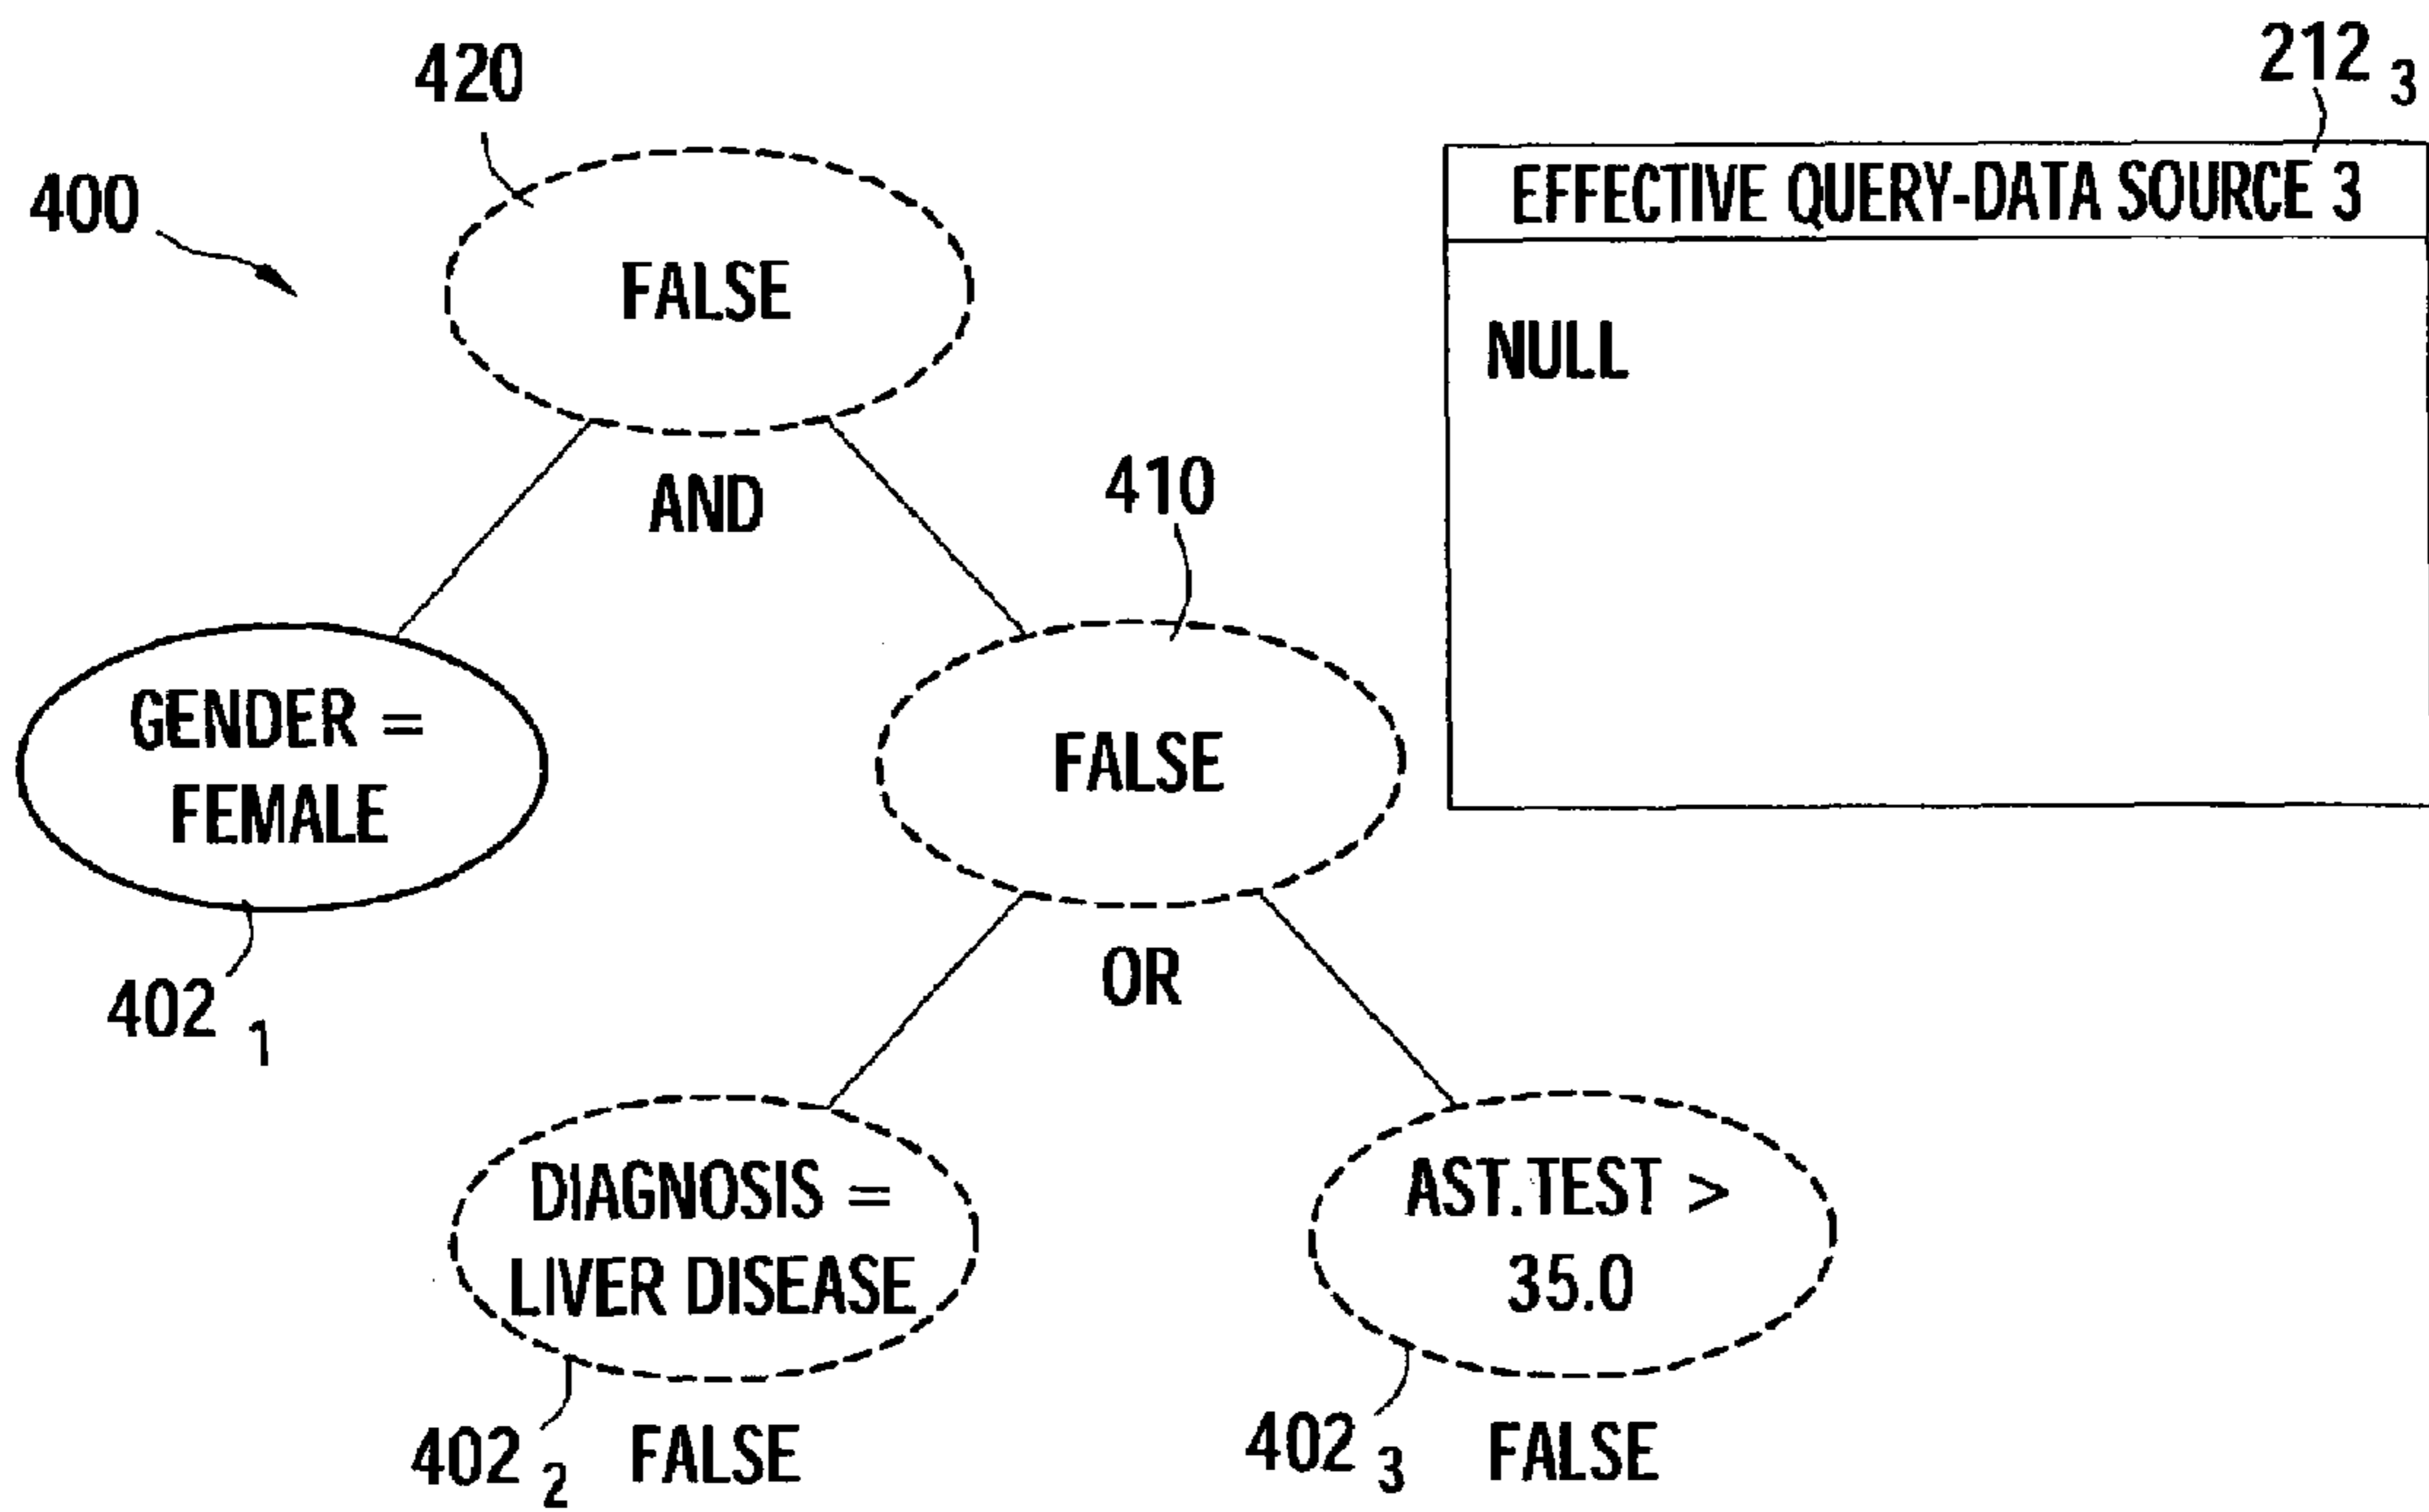 420
212 3
400
FALSE
EFFECTIVE QUERY-DATA SOURCE 3
NULL
AND
410
GENDER =
FEMALE
FALSE
402 1
OR
DIAGNOSIS =
LIVER DISEASE
AST.TEST >
35.0
402 2
FALSE
402 3
FALSE